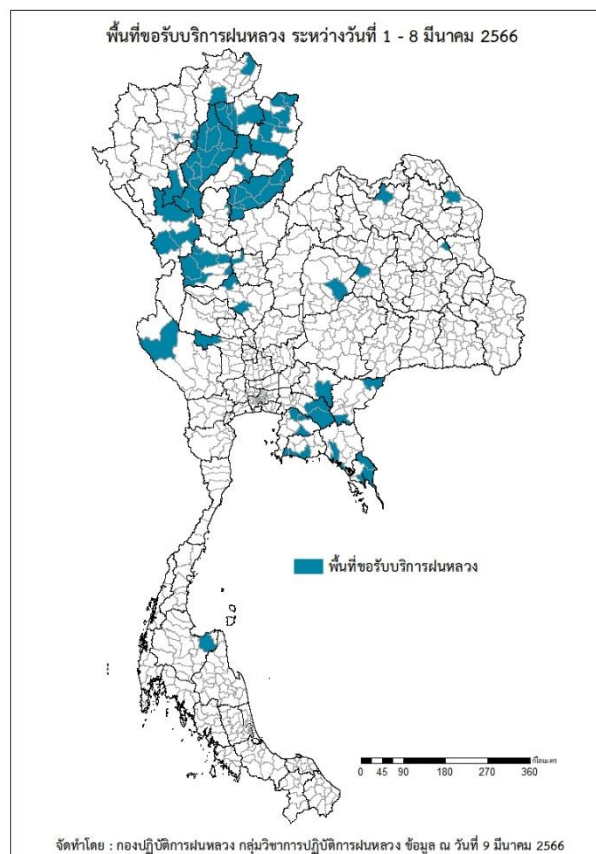 พื้นที่ขอรับบริการฝนหลวง ระหว่างวันที่ 1 - 8 มีนาคม 2566
พื้นที่ขอรับบริการฝนหลวง
กิโลเมตร
0 45 90 180 270 360
จัดทำโดย : กองปฏิบัติการฝนหลวง กลุ่มวิชาการปฏิบัติการฝนหลวง ข้อมูล ณ วันที่ 9 มีนาคม 2566